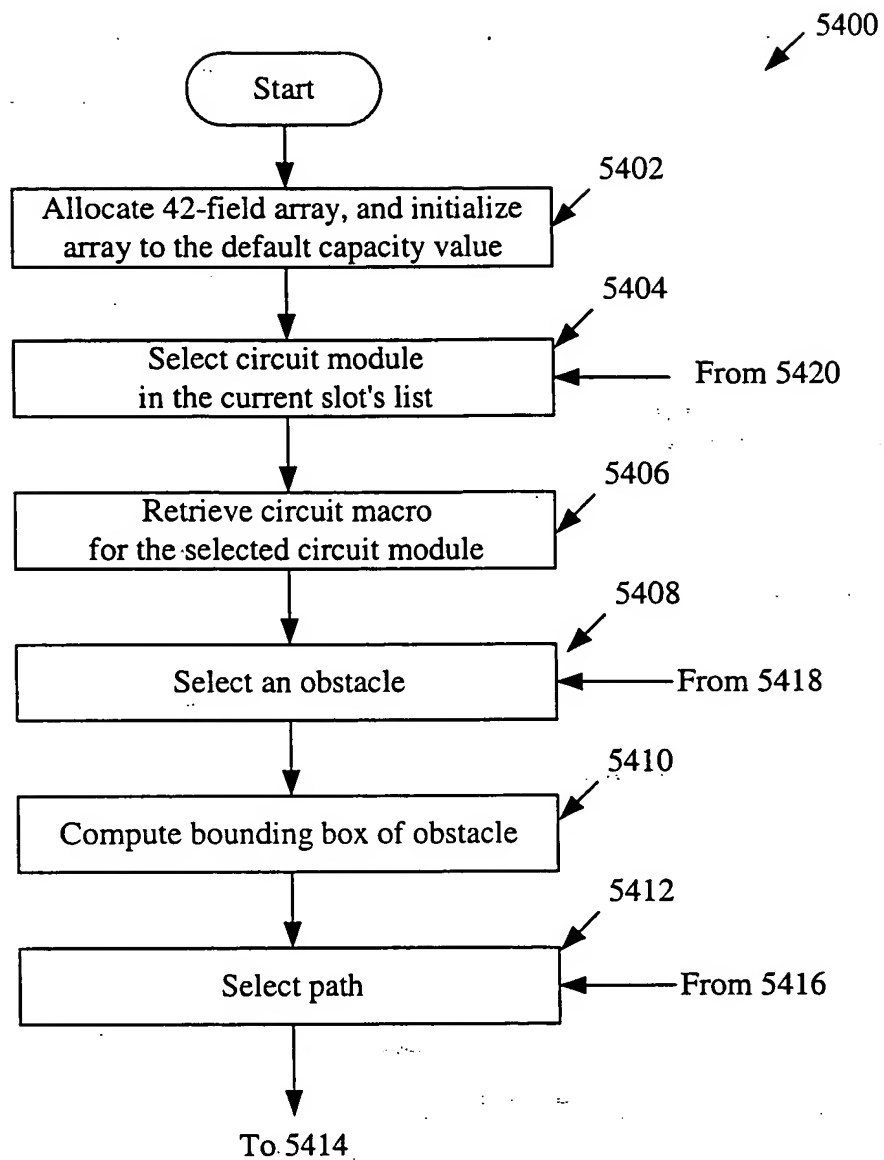 5400
Start
5402
Allocate 42-field array, and initialize
array to the default capacity value
5404
Select circuit module
in the current slot's list
From 5420
5406
Retrieve circuit macro
for the selected circuit module
5408
Select an obstacle
From 5418
5410
Compute bounding box of obstacle
5412
Select path
From 5416
To 5414